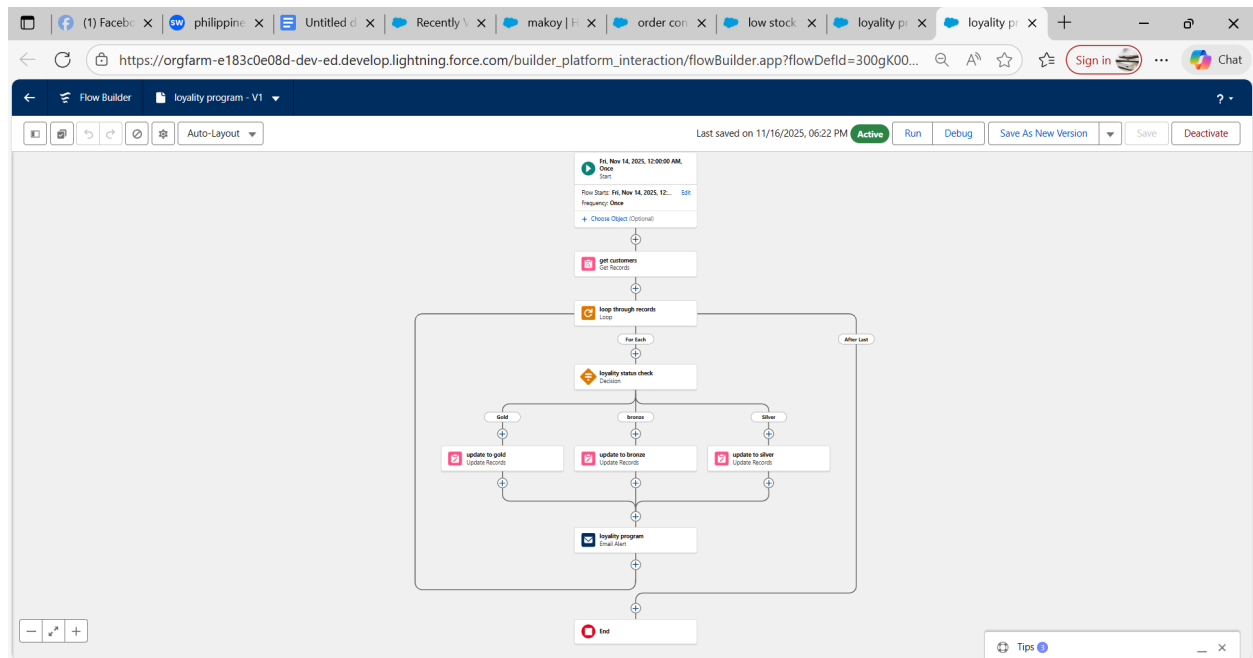 (1) Facebo
philippine
Untitled d
Recently V
makoy | H
order con
low stock
loyality pr
loyality pr
https://orgfarm-e183c0e08d-dev-ed.develop.lightning.force.com/builder_platform_interaction/flowBuilder.app?flowDefId=300gK00...
Sign in
Chat
Flow Builder
loyality program - V1
?
Auto-Layout
Last saved on 11/16/2025, 06:22 PM
Active
Run
Debug
Save As New Version
Save
Deactivate
Fri, Nov 14, 2025, 12:00:00 AM,
Once
Start
Flow Starts: Fri, Nov 14, 2025, 12:... Edit
Frequency: Once
+ Choose Object (Optional)
get customers
Get Records
loop through records
Loop
For Each
After Last
loyality status check
Decision
Gold
bronze
Silver
update to gold
Update Records
update to bronze
Update Records
update to silver
Update Records
loyality program
Email Alert
End
Tips 3